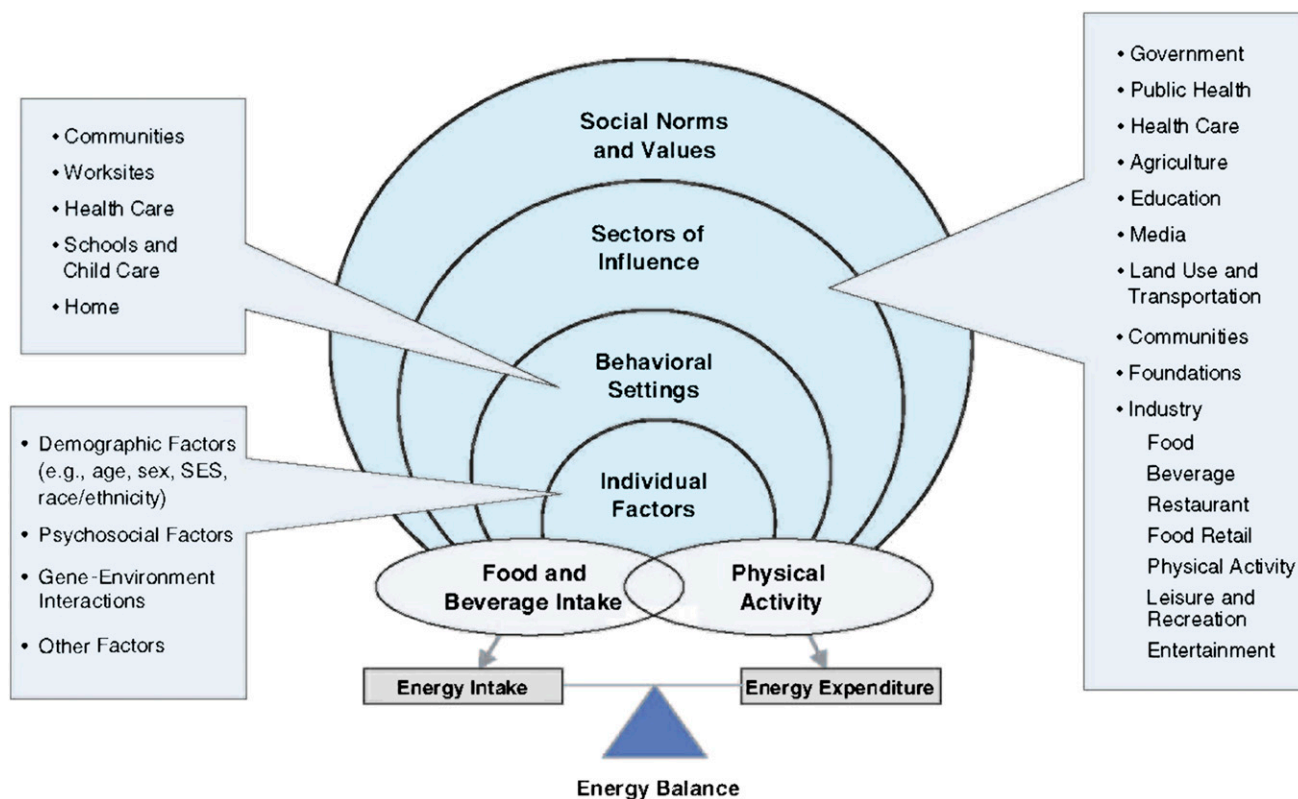 • Communities
• Worksites
• Health Care
• Schools and
Child Care
• Home
• Demographic Factors
(e.g., age, sex, SES,
race/ethnicity)
• Psychosocial Factors
• Gene-Environment
Interactions
• Other Factors
Social Norms
and Values
Sectors of
Influence
Behavioral
Settings
Individual
Factors
Food and
Beverage Intake
Physical
Activity
Energy Intake
Energy Expenditure
Energy Balance
• Government
• Public Health
• Health Care
• Agriculture
• Education
• Media
• Land Use and
Transportation
• Communities
• Foundations
• Industry
Food
Beverage
Restaurant
Food Retail
Physical Activity
Leisure and
Recreation
Entertainment